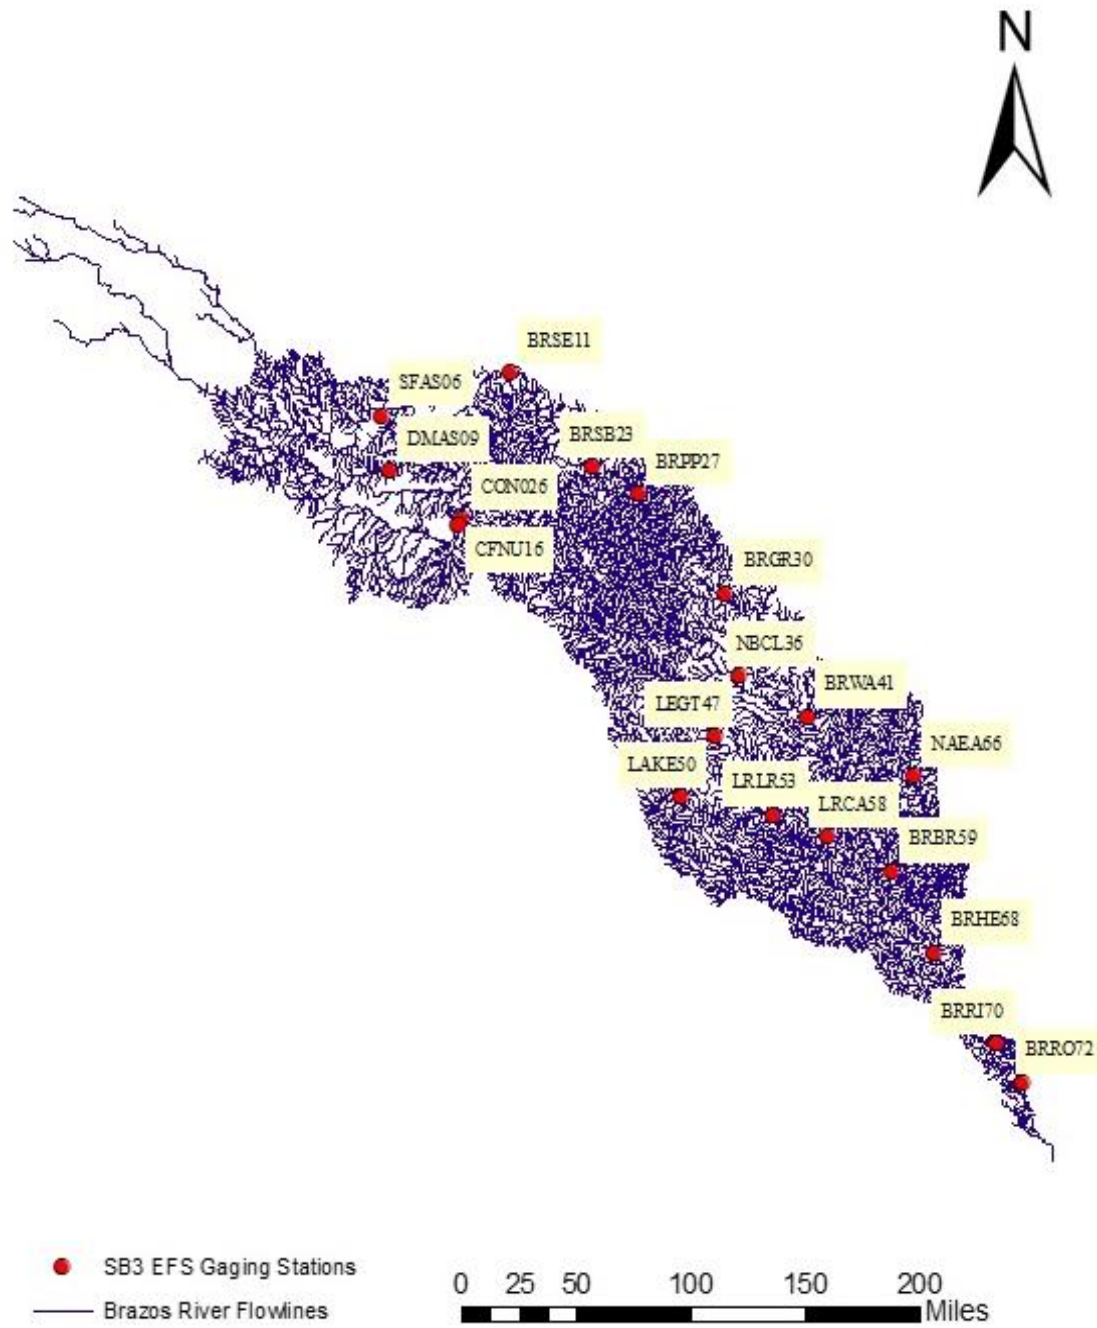 N
BRSE11
SFAS06
DMAS09
BRSB23
BRPP27
CON026
CFNU16
BRGR30
NBCL36
BRWA41
LEGT47
NAEA66
LAKE50
LRLR53
LRCA58
BRBR59
BRHE68
BRRI70
BRRO72
SB3 EFS Gaging Stations
Brazos River Flowlines
0 25 50 100 150 200
Miles